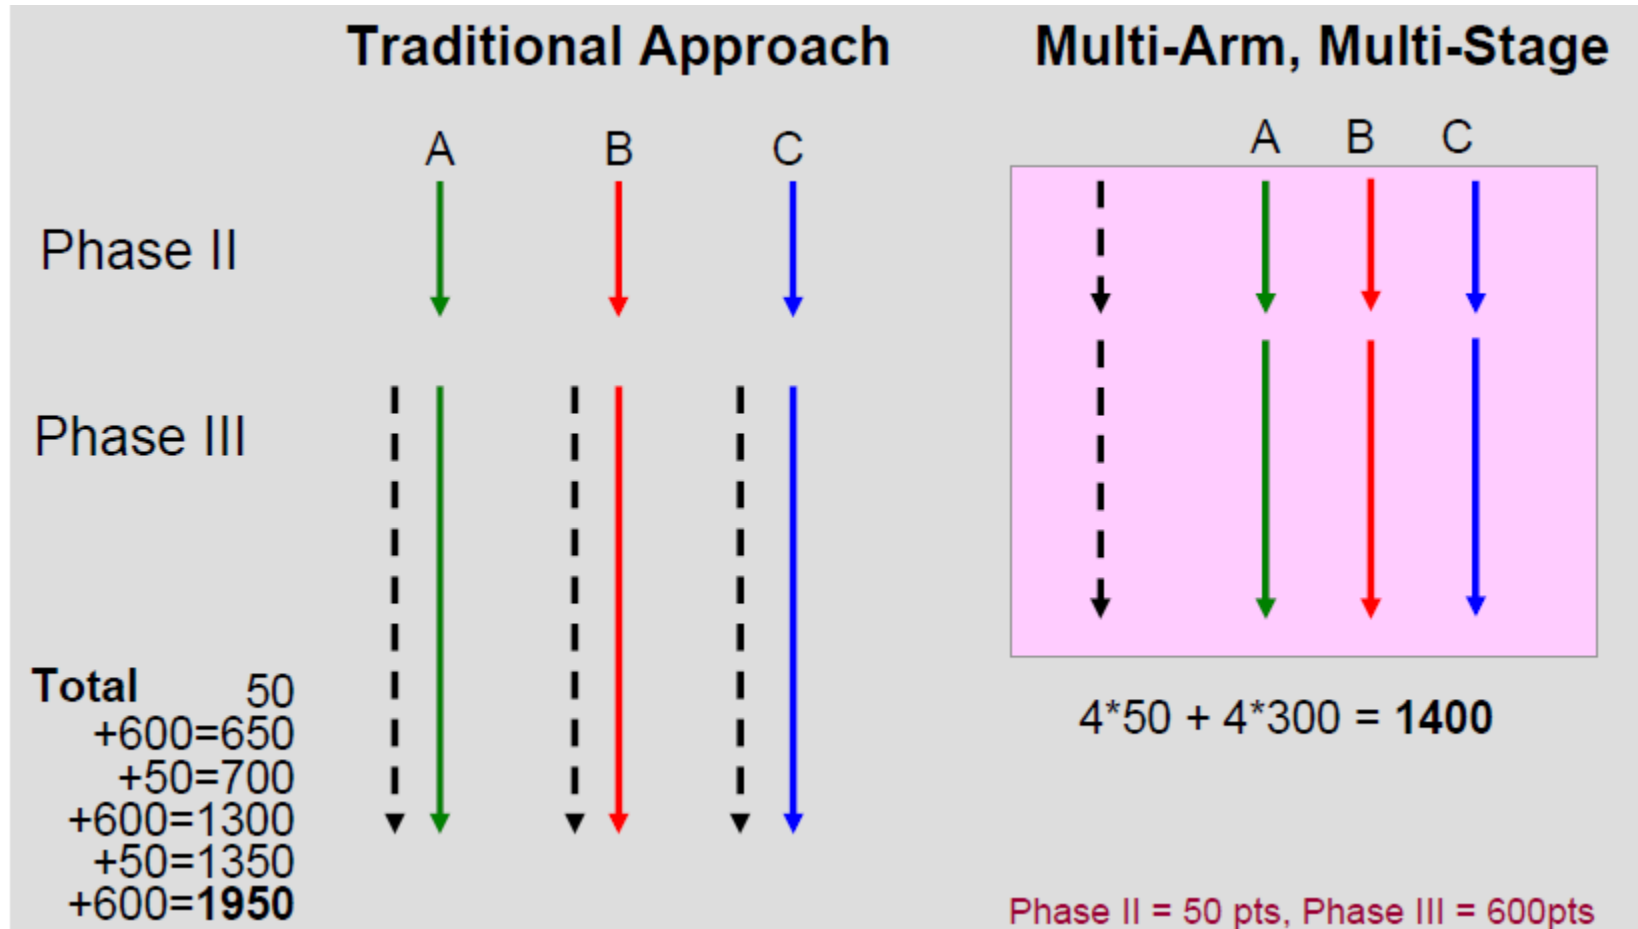 Traditional Approach
Multi-Arm, Multi-Stage
A B C
A B C
Phase II
Phase III
Total 50
+600=650
+50=700
+600=1300
+50=1350
+600=1950
4*50 + 4*300 = 1400
Phase II = 50 pts, Phase III = 600pts